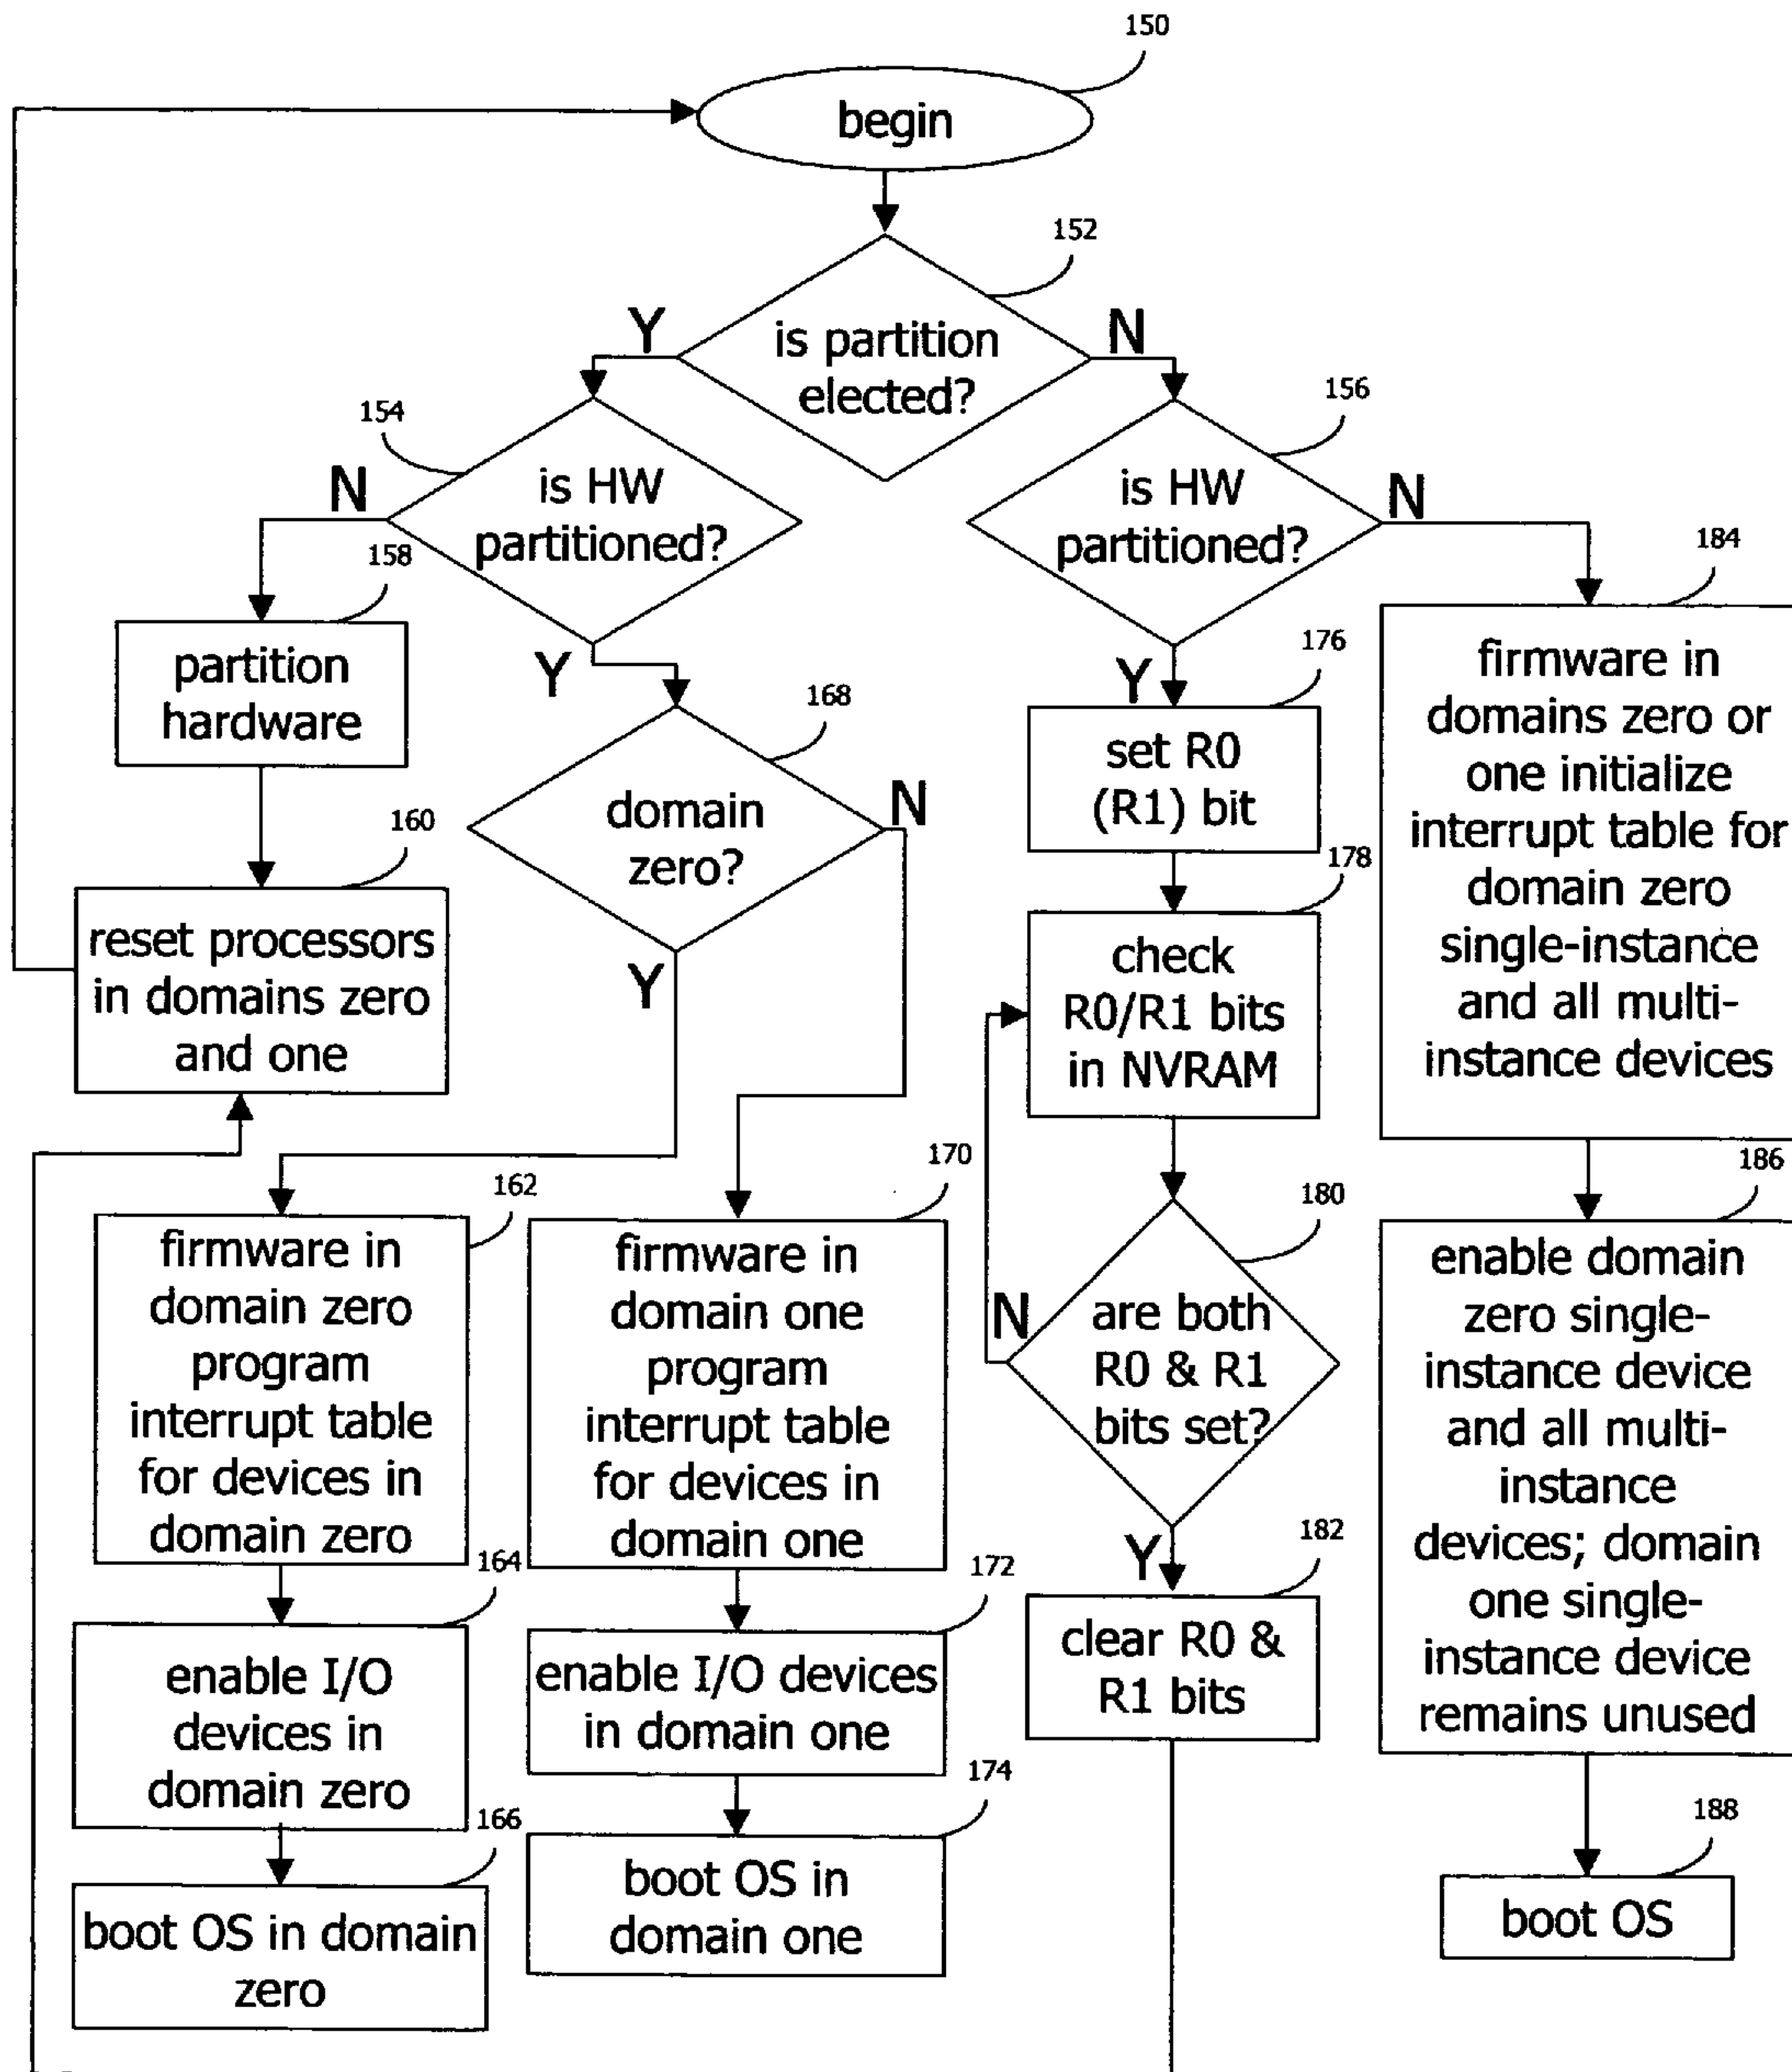 150
begin
152
Y
N
is partition
elected?
154
156
N
is HW
partitioned?
is HW
partitioned?
N
158
184
partition
hardware
Y
168
Y
176
set R0
(R1) bit
firmware in
domains zero or
one initialize
interrupt table for
domain zero
single-instance
and all multi-
instance devices
domain
zero?
N
Y
160
reset processors
in domains zero
and one
178
check
R0/R1 bits
in NVRAM
162
170
180
186
firmware in
domain zero
program
interrupt table
for devices in
domain zero
firmware in
domain one
program
interrupt table
for devices in
domain one
N
are both
R0 & R1
bits set?
Y
enable domain
zero single-
instance device
and all multi-
instance
devices; domain
one single-
instance device
remains unused
164
172
182
enable I/O
devices in
domain zero
enable I/O devices
in domain one
clear R0 &
R1 bits
166
174
188
boot OS in domain
zero
boot OS in
domain one
boot OS